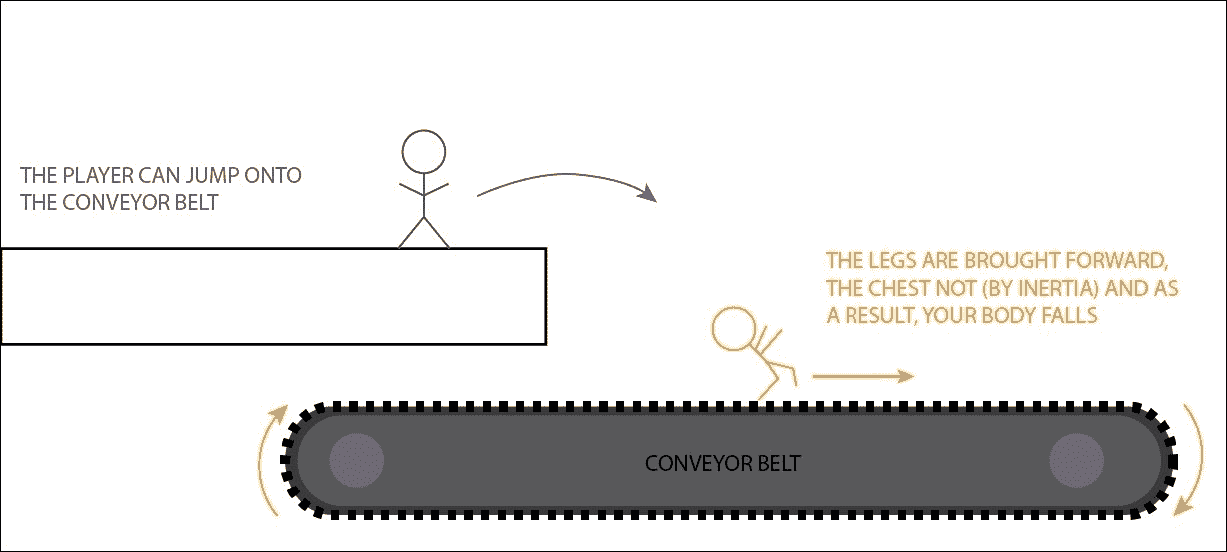 THE PLAYER CAN JUMP ONTO
THE CONVEYOR BELT
THE LEGS ARE BROUGHT FORWARD,
THE CHEST NOT (BY INERTIA) AND AS
A RESULT, YOUR BODY FALLS
CONVEYOR BELT